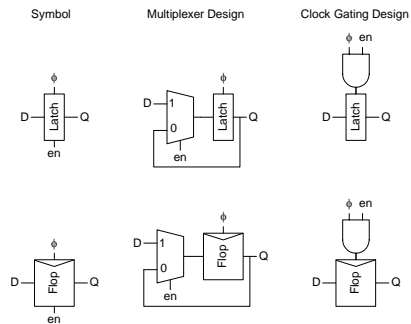 Symbol Multiplexer Design Clock Gating Design
ϕ ϕ ϕ en
D Latch Q D 1 0 Latch Q D Latch Q
en en
ϕ ϕ ϕ en
D Flop Q D 1 0 Flop Q D Flop Q
en en